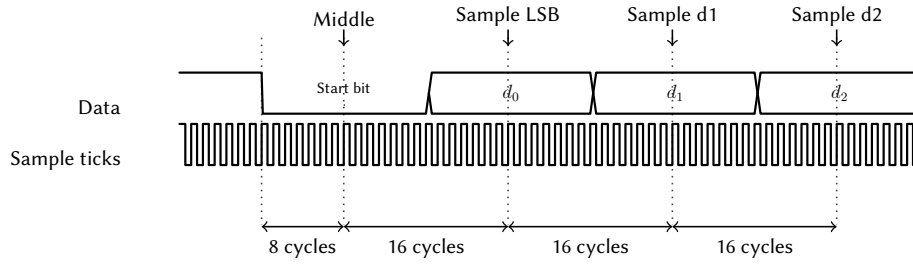 Middle
Sample LSB
Sample d1
Sample d2
Start bit
d0
d1
d2
Data
Sample ticks
8 cycles
16 cycles
16 cycles
16 cycles